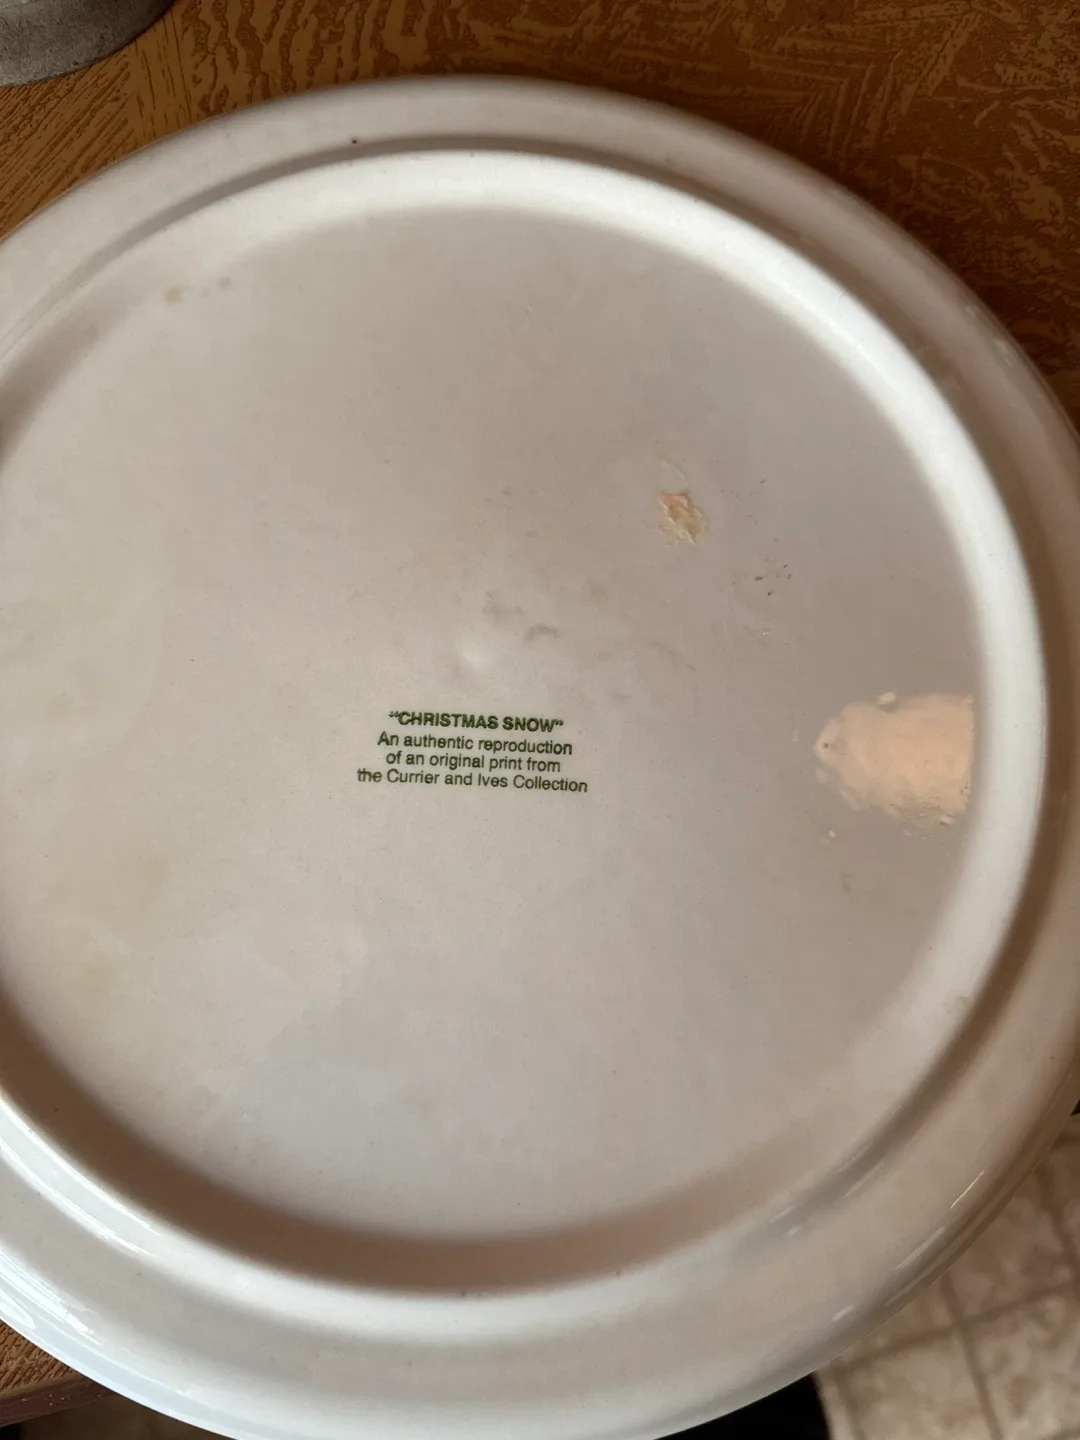 "CHRISTMAS SNOW"
An authentic reproduction
of an original print from
the Currier and Ives Collection